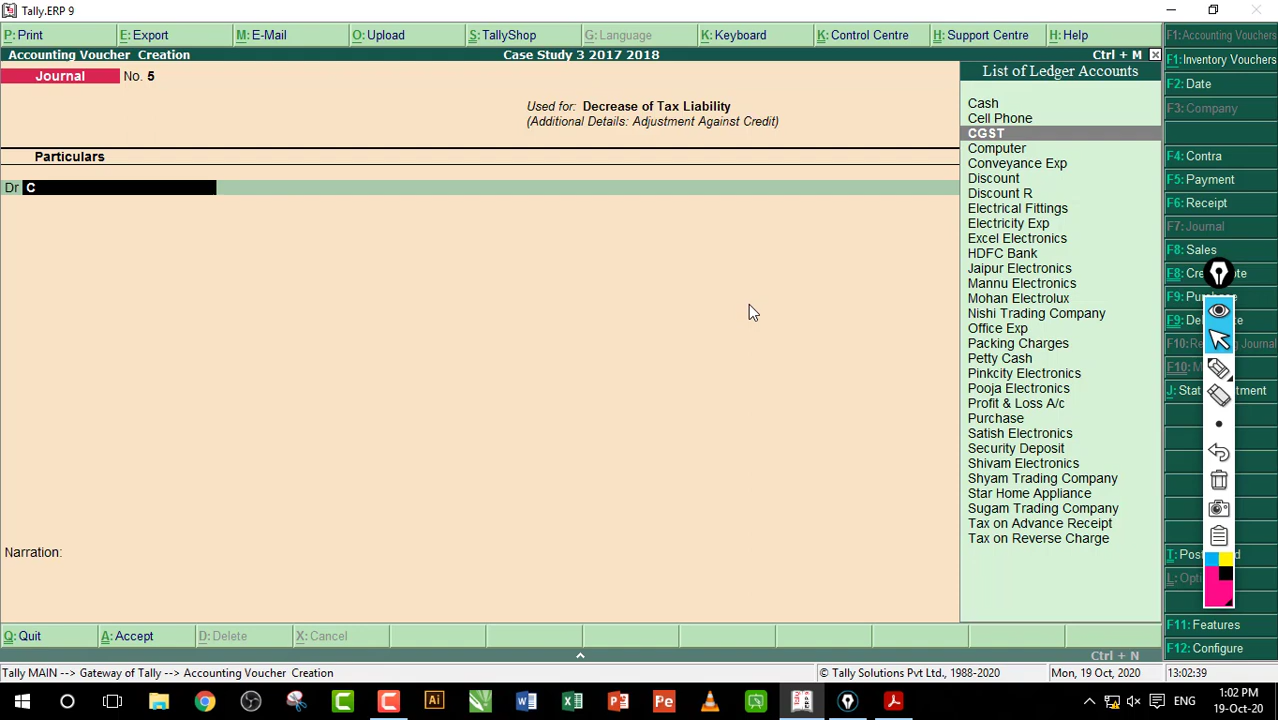 Tally.ERP 9
P: Print
E: Export
M: E-Mail
O: Upload
S: TallyShop
G: Language
K: Keyboard
K: Control Centre
H: Support Centre
H: Help
F1: Accounting Vouchers
Accounting Voucher Creation
Case Study 3 2017 2018
Ctrl + M
F1: Inventory Vouchers
Journal No. 5
List of Ledger Accounts
F2: Date
Used for: Decrease of Tax Liability
(Additional Details: Adjustment Against Credit)
F3: Company
Particulars
Dr C
Cash
Cell Phone
CGST
Computer
Conveyance Exp
Discount
Discount R
Electrical Fittings
Electricity Exp
Excel Electronics
HDFC Bank
Jaipur Electronics
Mannu Electronics
Mohan Electrolux
Nishi Trading Company
Office Exp
Packing Charges
Petty Cash
Pinkcity Electronics
Pooja Electronics
Profit & Loss A/c
Purchase
Satish Electronics
Security Deposit
Shivam Electronics
Shyam Trading Company
Star Home Appliance
Sugam Trading Company
Tax on Advance Receipt
Tax on Reverse Charge
F4: Contra
F5: Payment
F6: Receipt
F7: Journal
F8: Sales
F8:
F9:
F9:
F10: Journal
F10:
J:
T:
L:
F11: Features
F12: Configure
Narration:
Q: Quit
A: Accept
D: Delete
X: Cancel
Ctrl + N
Tally MAIN --> Gateway of Tally --> Accounting Voucher Creation
© Tally Solutions Pvt Ltd., 1988-2020
Mon, 19 Oct, 2020
13:02:39
ENG
1:02 PM
19-Oct-20